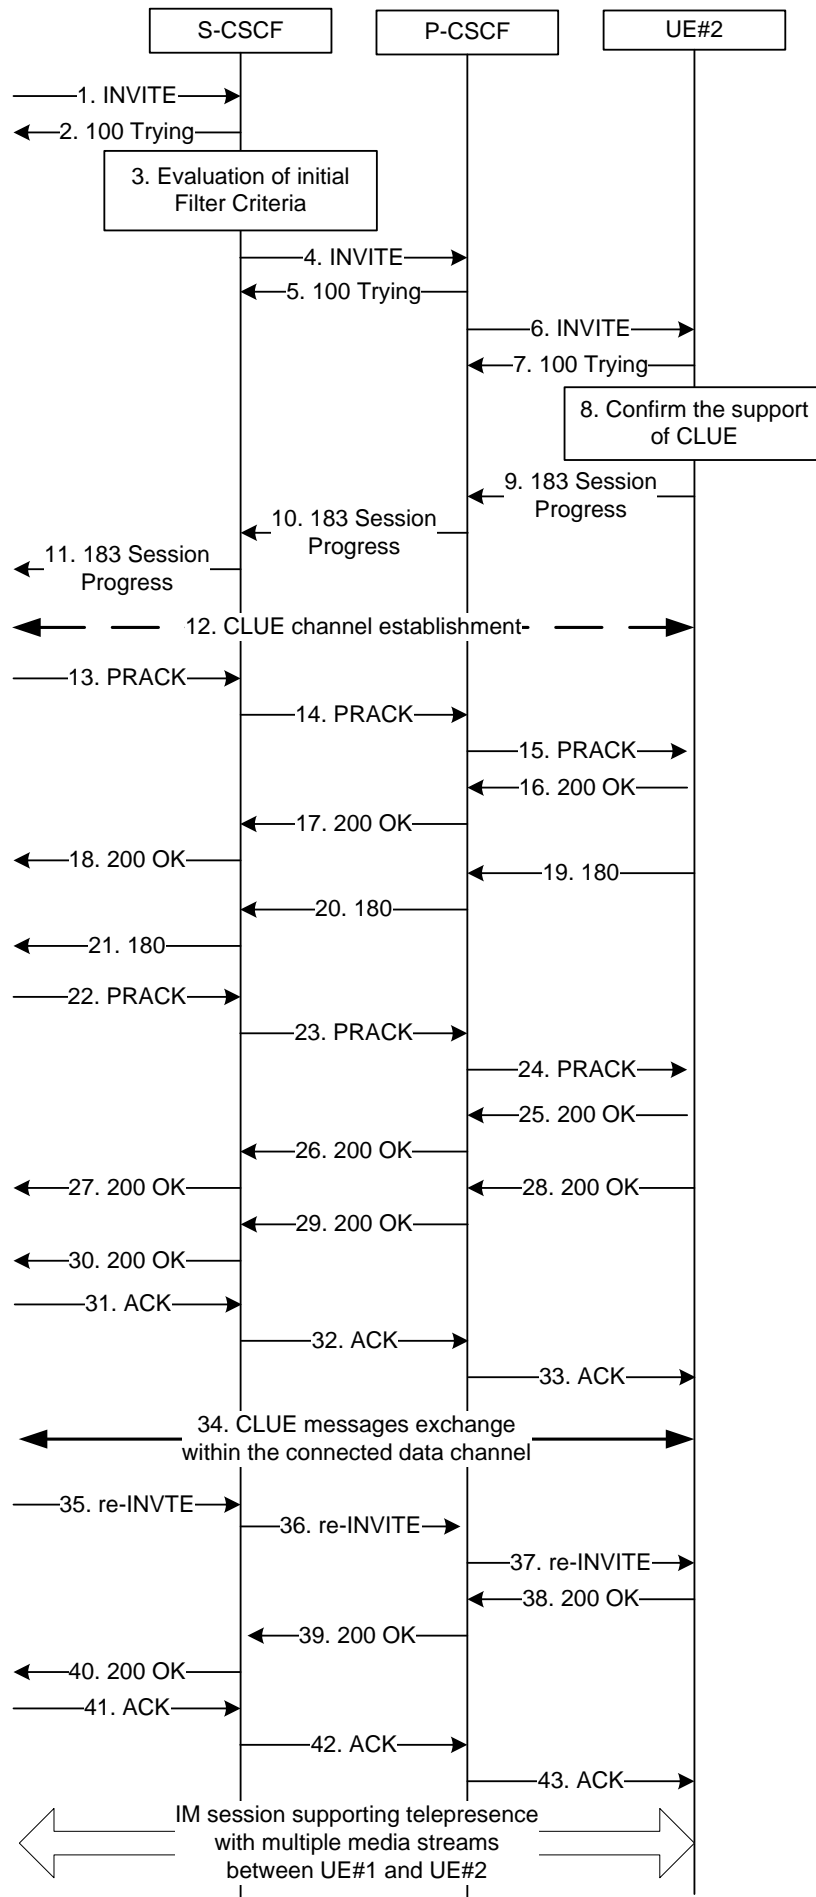 S-CSCF
P-CSCF
UE#2
1. INVITE
2. 100 Trying
3. Evaluation of initial
Filter Criteria
4. INVITE
5. 100 Trying
6. INVITE
7. 100 Trying
8. Confirm the support
of CLUE
9. 183 Session
Progress
10. 183 Session
Progress
11. 183 Session
Progress
12. CLUE channel establishment
13. PRACK
14. PRACK
15. PRACK
16. 200 OK
17. 200 OK
18. 200 OK
19. 180
20. 180
21. 180
22. PRACK
23. PRACK
24. PRACK
25. 200 OK
26. 200 OK
27. 200 OK
28. 200 OK
29. 200 OK
30. 200 OK
31. ACK
32. ACK
33. ACK
34. CLUE messages exchange
within the connected data channel
35. re-INVTE
36. re-INVITE
37. re-INVITE
38. 200 OK
39. 200 OK
40. 200 OK
41. ACK
42. ACK
43. ACK
IM session supporting telepresence
with multiple media streams
between UE#1 and UE#2